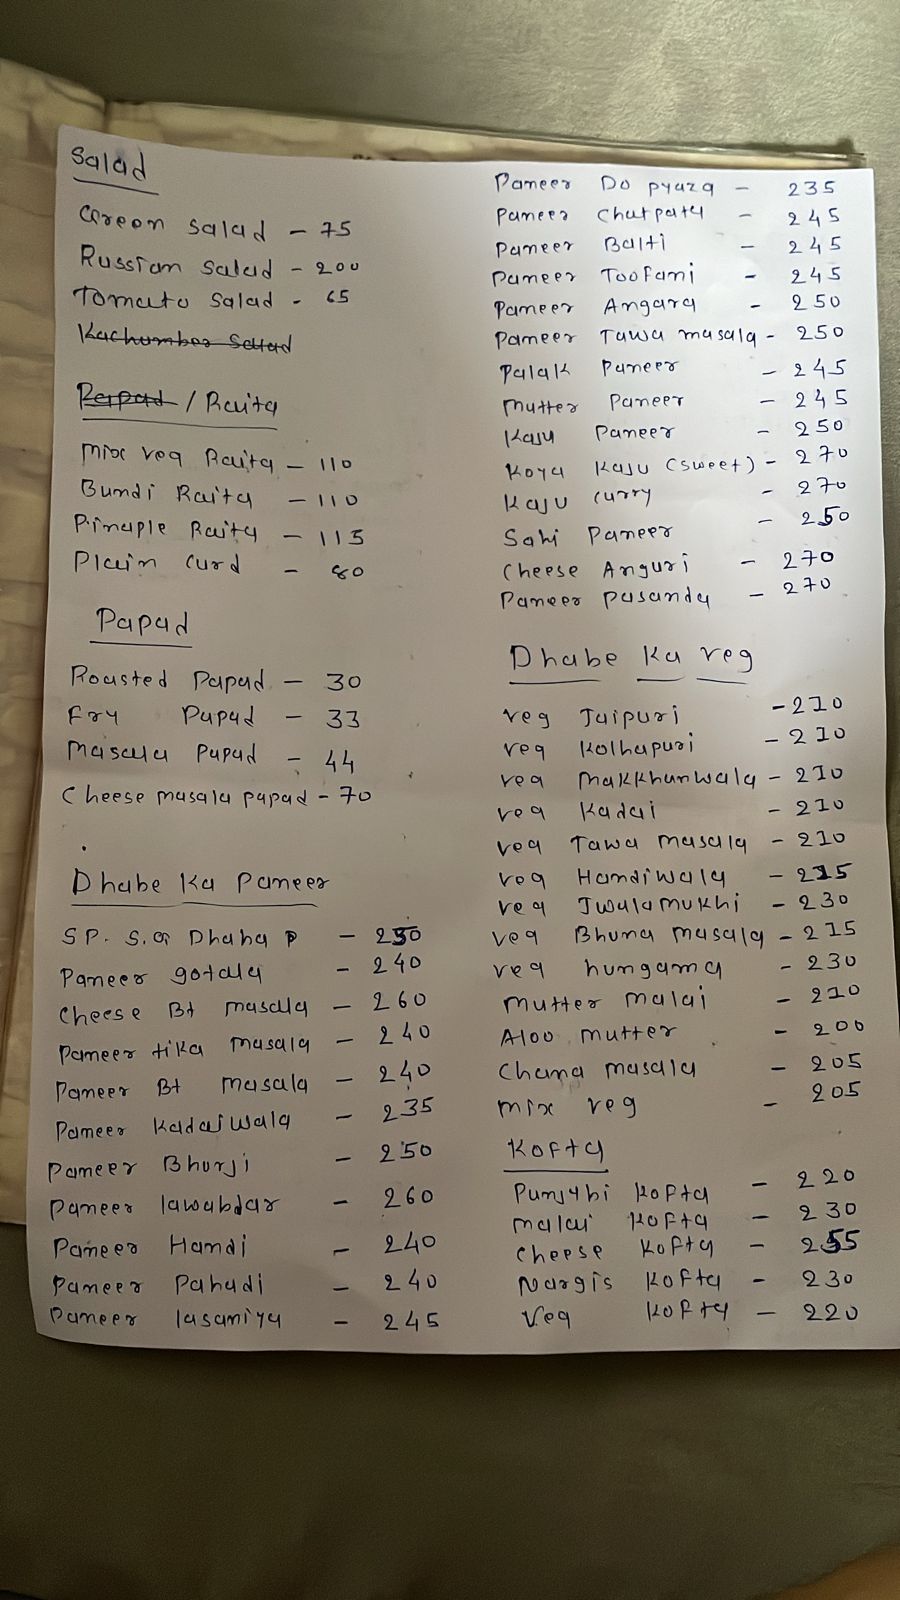 Salad
Green Salad - 75
Russian Salad - 200
Tomato Salad - 65
Kachumber Salad
Papad / Raita
Mix veg Raita - 110
Bundi Raita - 110
Pinaple Raita - 115
Plain Curd - 80
Papad
Roasted Papad - 30
Fry Papad - 33
Masala Papad - 44
Cheese masala papad - 70
Dhabe Ka Paneer
SP. S. Dhaba P - 250
Paneer gotala - 240
Cheese Bt masala - 260
Paneer tika masala - 240
Paneer Bt masala - 240
Paneer kadaiwala - 235
Paneer Bhurji - 250
Paneer lawabdar - 260
Paneer Handi - 240
Paneer Pahadi - 240
Paneer lasaniya - 245
Paneer Do pyaza - 235
Paneer Chatpata - 245
Paneer Balti - 245
Paneer Toofani - 245
Paneer Angara - 250
Paneer Tawa masala - 250
Palak Paneer - 245
Mutter Paneer - 245
Kaju Paneer - 250
Koya Kaju (sweet) - 270
Kaju curry - 270
Sahi Paneer - 250
Cheese Anguri - 270
Paneer Pasanda - 270
Dhabe Ka veg
veg Jaipuri - 210
veg Kolhapuri - 210
veg makkhanwala - 210
veg Kadai - 210
veg Tawa masala - 210
veg Handiwala - 215
veg Jwalamukhi - 230
veg Bhuna masala - 215
veg hungama - 230
mutter malai - 210
Aloo mutter - 200
Chana masala - 205
mix veg - 205
Kofta
Punjabi Kofta - 220
malai Kofta - 230
cheese Kofta - 255
Nargis Kofta - 230
Veg Kofta - 220